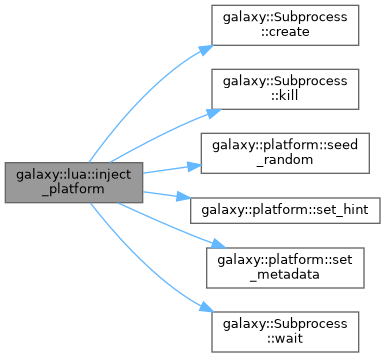 galaxy::Subprocess
::create
galaxy::Subprocess
::kill
galaxy::lua::inject
_platform
galaxy::platform::seed
_random
galaxy::platform::set_hint
galaxy::platform::set
_metadata
galaxy::Subprocess
::wait